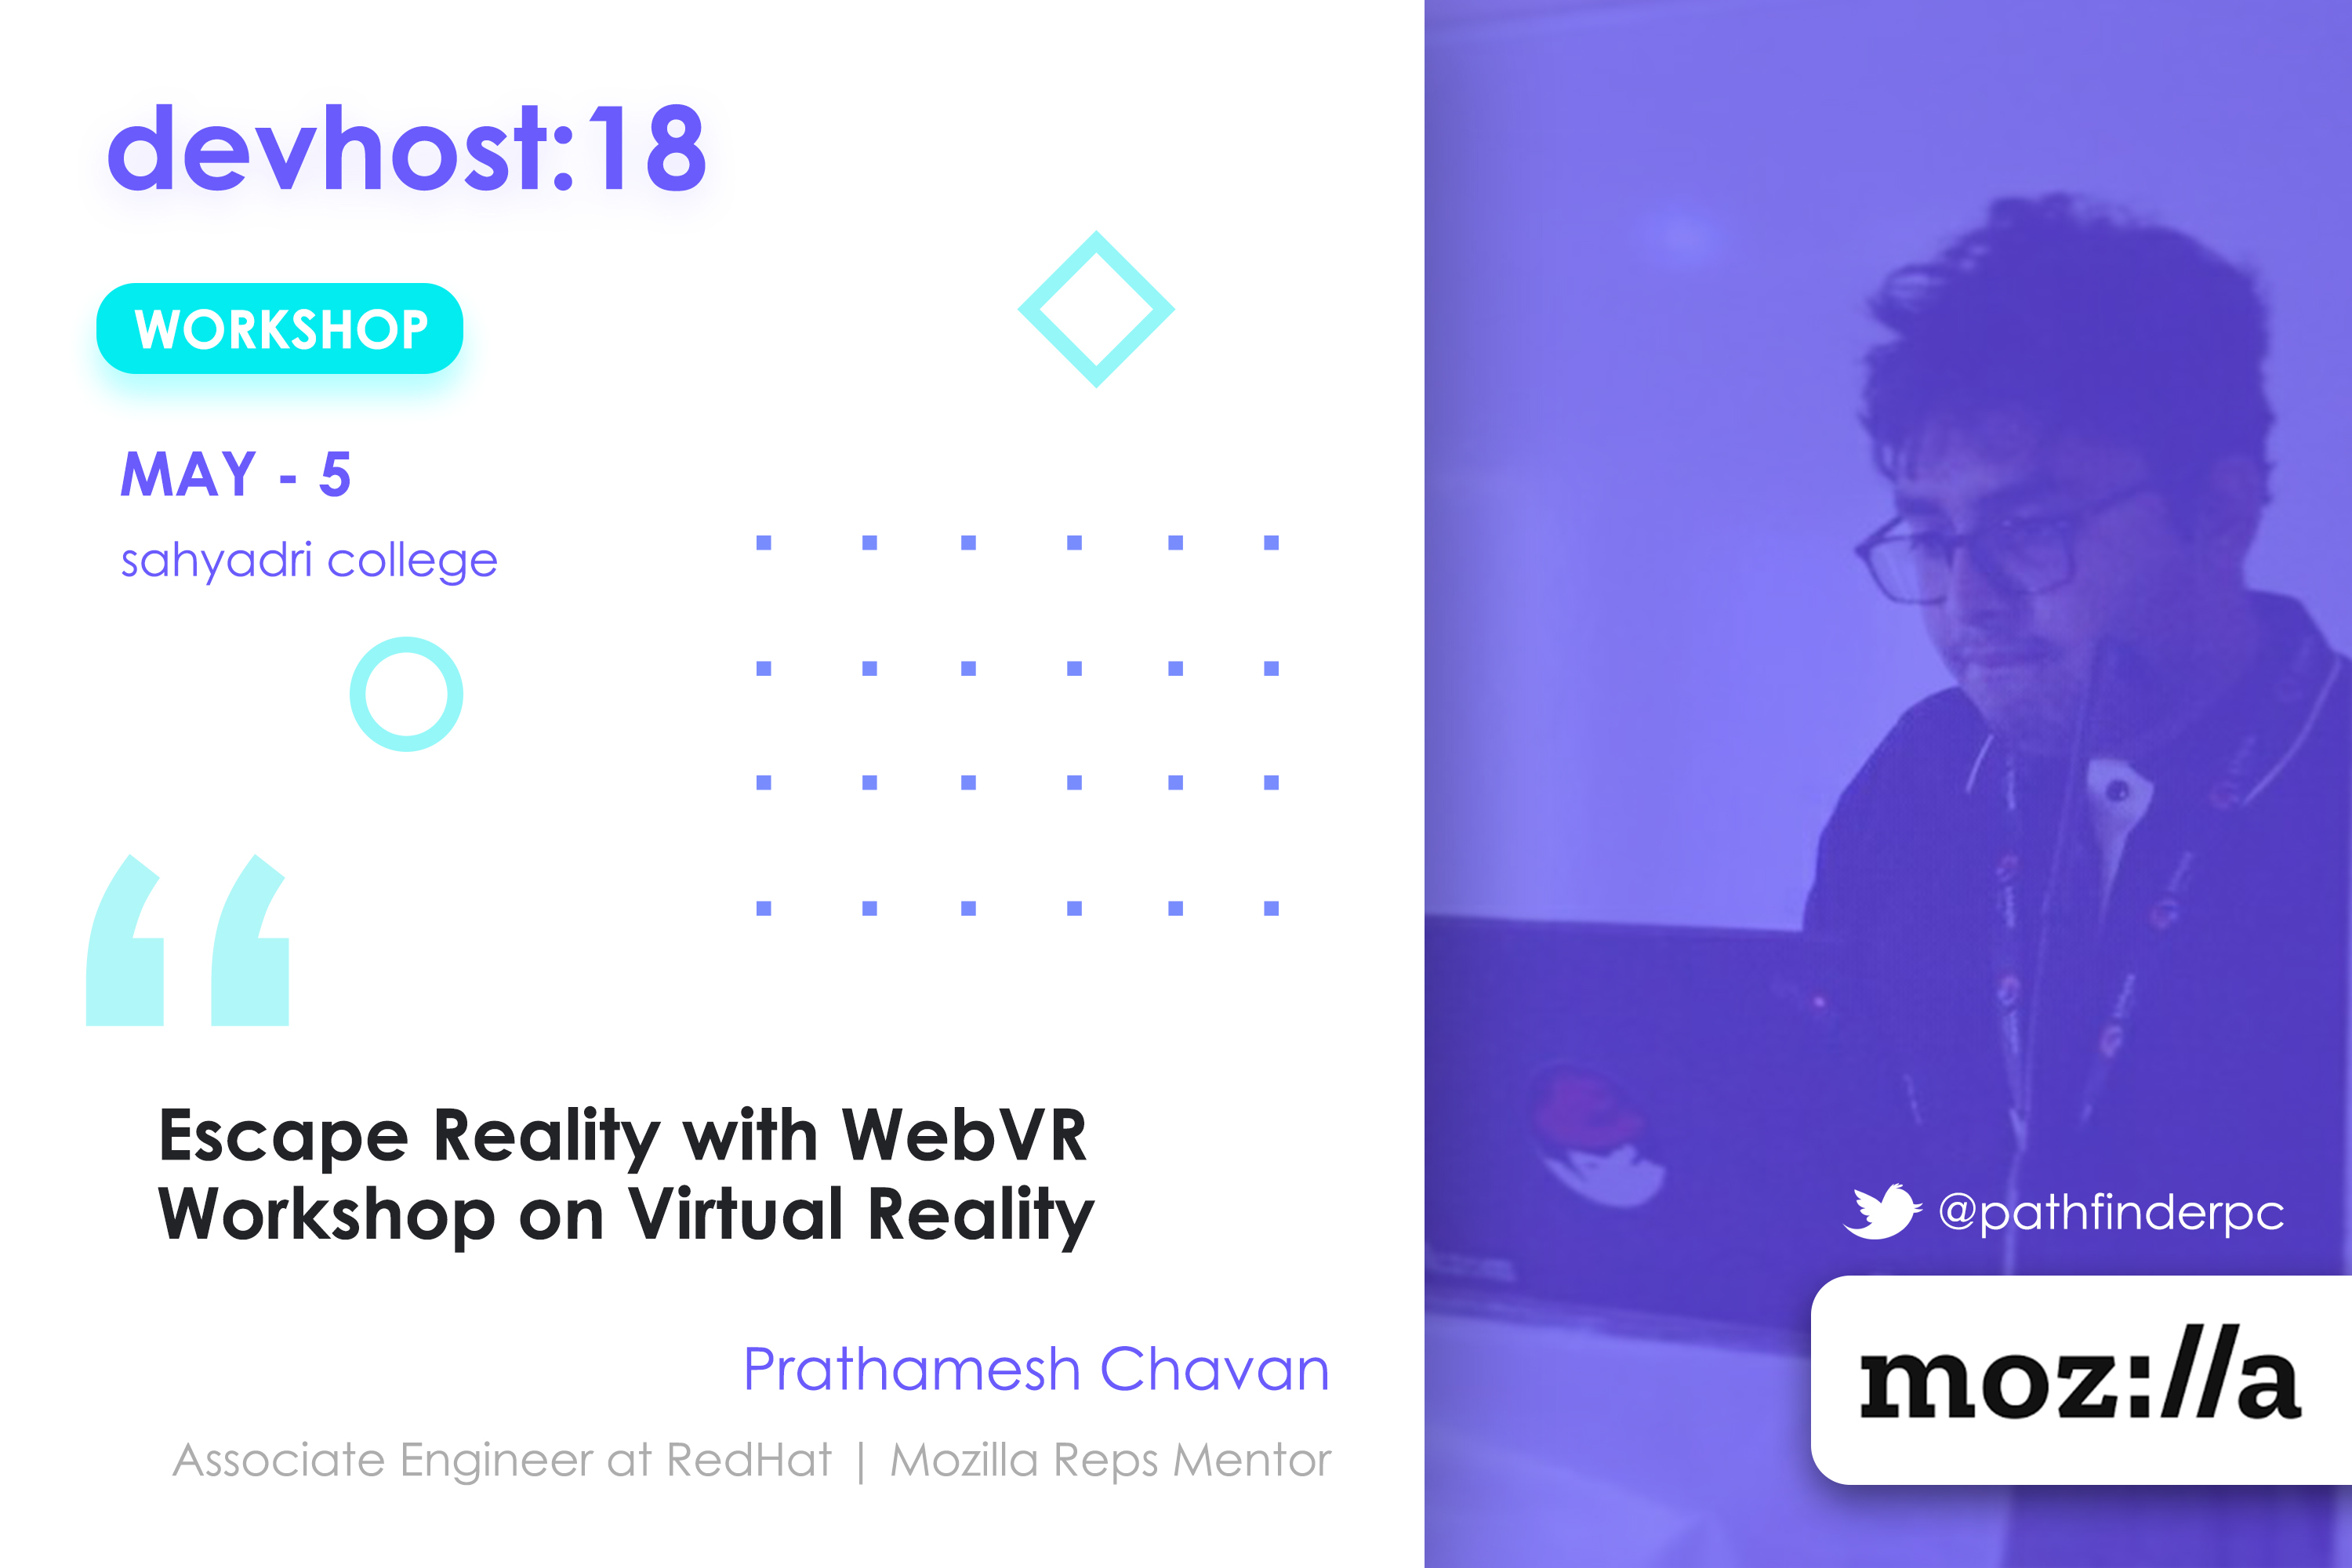 devhost:18
WORKSHOP
MAY - 5
sahyadri college
Escape Reality with WebVR
Workshop on Virtual Reality
Prathamesh Chavan
Associate Engineer at RedHat | Mozilla Reps Mentor
@pathfinderpc
moz://a